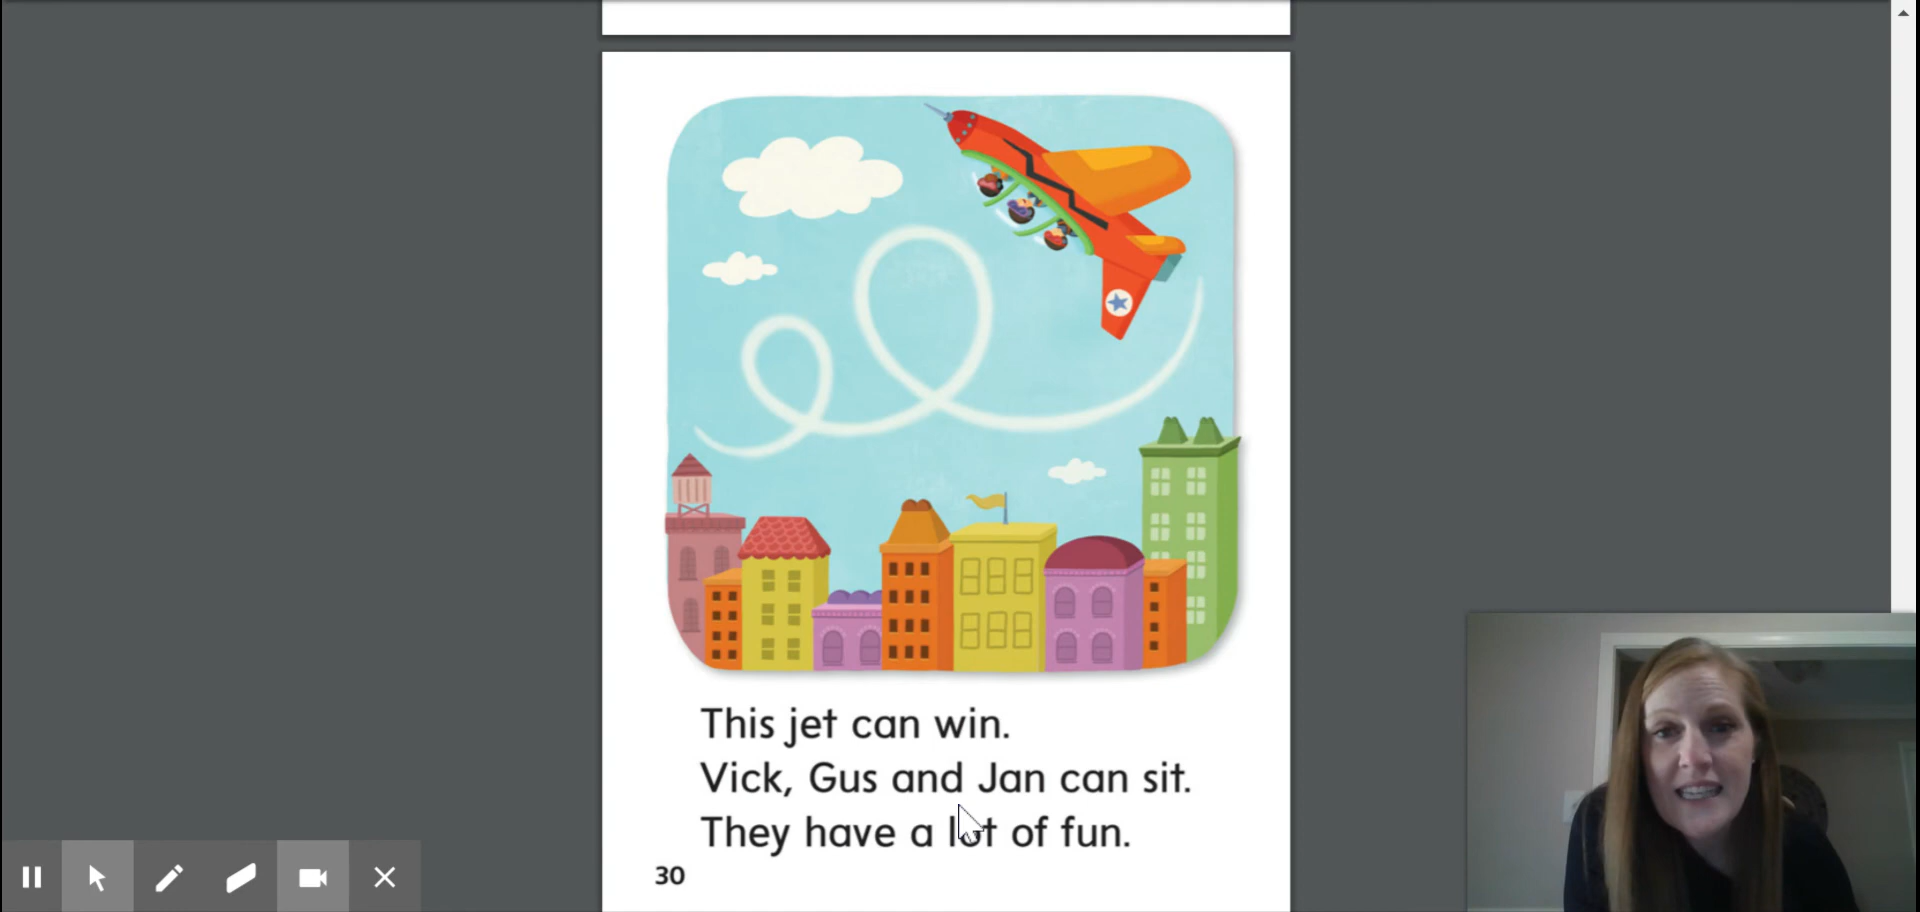 This jet can win.
Vick, Gus and Jan can sit.
They have a lot of fun.
30